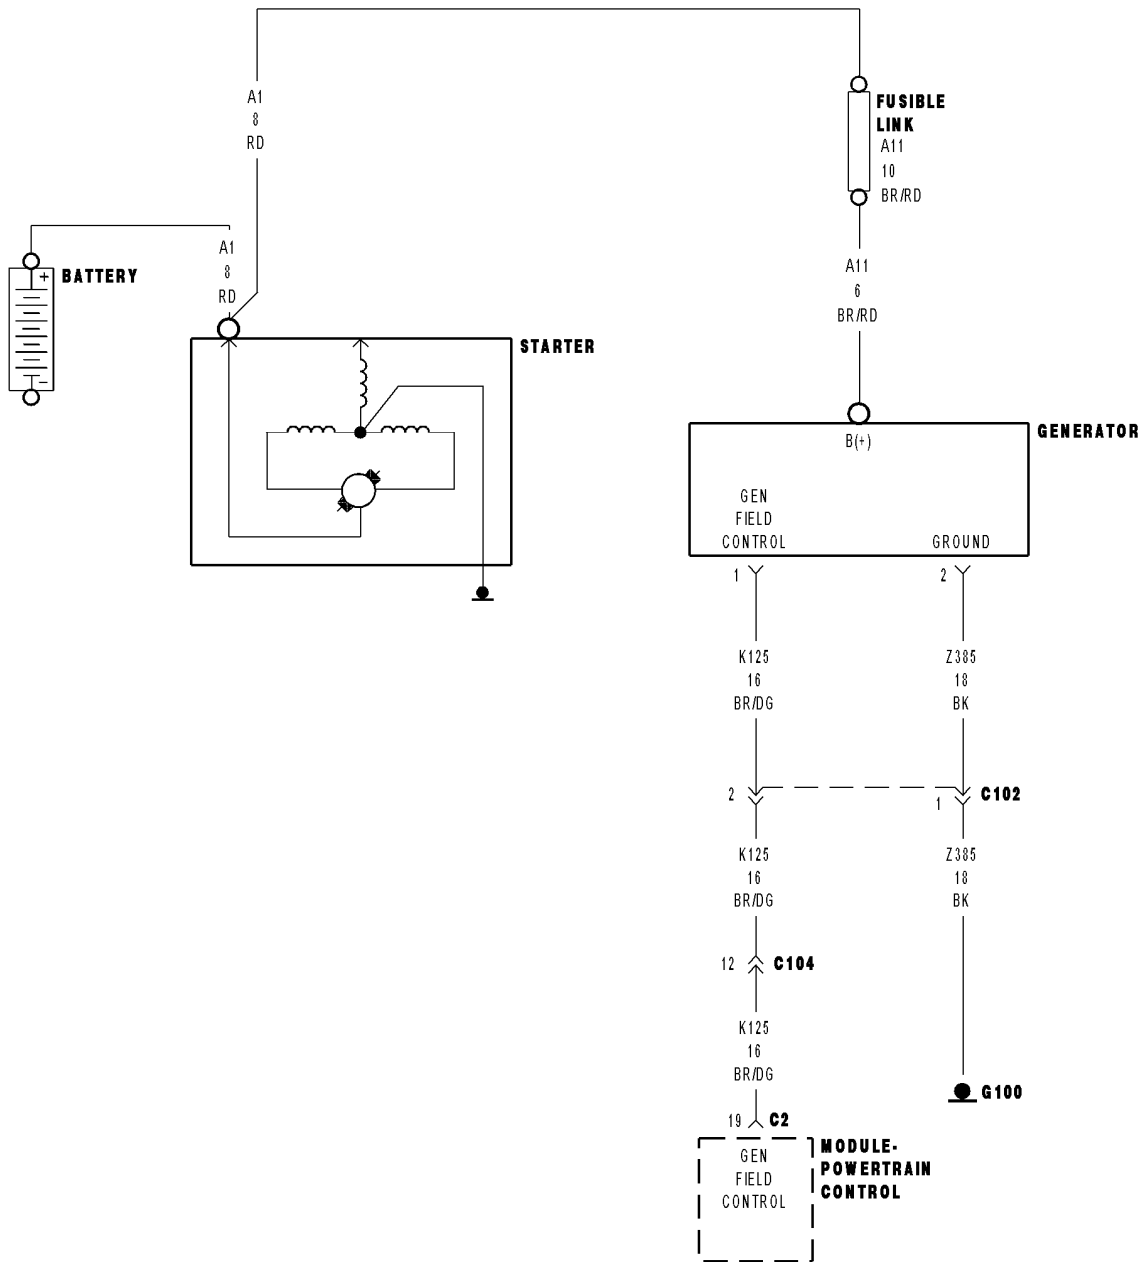 A1
8
RD
FUSIBLE
LINK
A11
10
BR/RD
A1
8
RD
+
BATTERY
-
A11
6
BR/RD
STARTER
GENERATOR
B(+)
GEN
FIELD
CONTROL
GROUND
1
2
K125
16
BR/DG
Z385
18
BK
2
1
C102
K125
16
BR/DG
Z385
18
BK
12
C104
K125
16
BR/DG
G100
19
C2
GEN
FIELD
CONTROL
MODULE-
POWERTRAIN
CONTROL